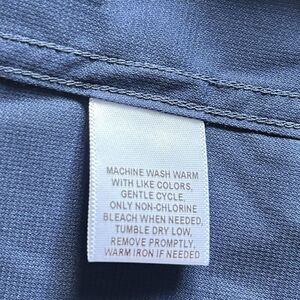 MACHINE WASH WARM
WITH LIKE COLORS,
GENTLE CYCLE,
ONLY NON-CHLORINE
BLEACH WHEN NEEDED,
TUMBLE DRY LOW,
REMOVE PROMPTLY,
WARM IRON IF NEEDED